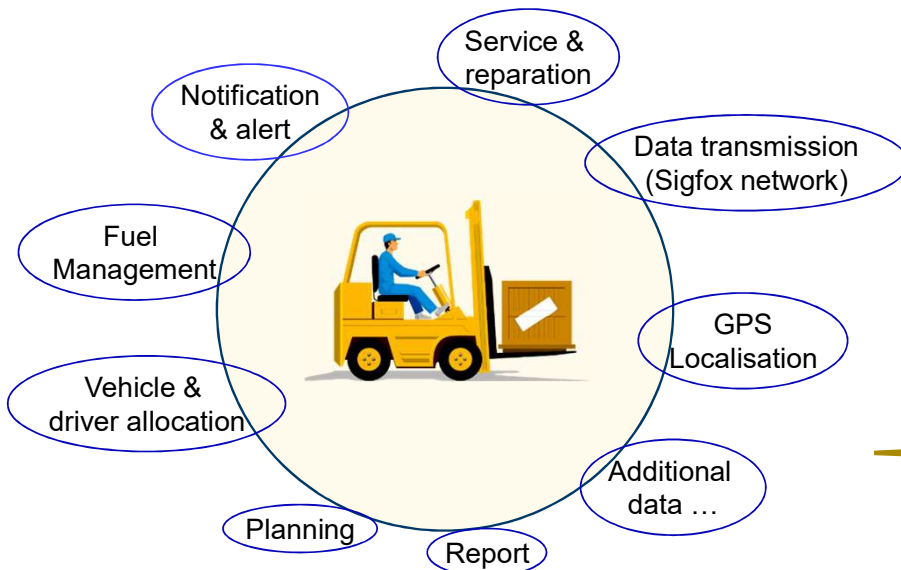 Service &
reparation
Notification
& alert
Data transmission
(Sigfox network)
Fuel
Management
GPS
Localisation
Vehicle &
driver allocation
Additional
data …
Planning
Report